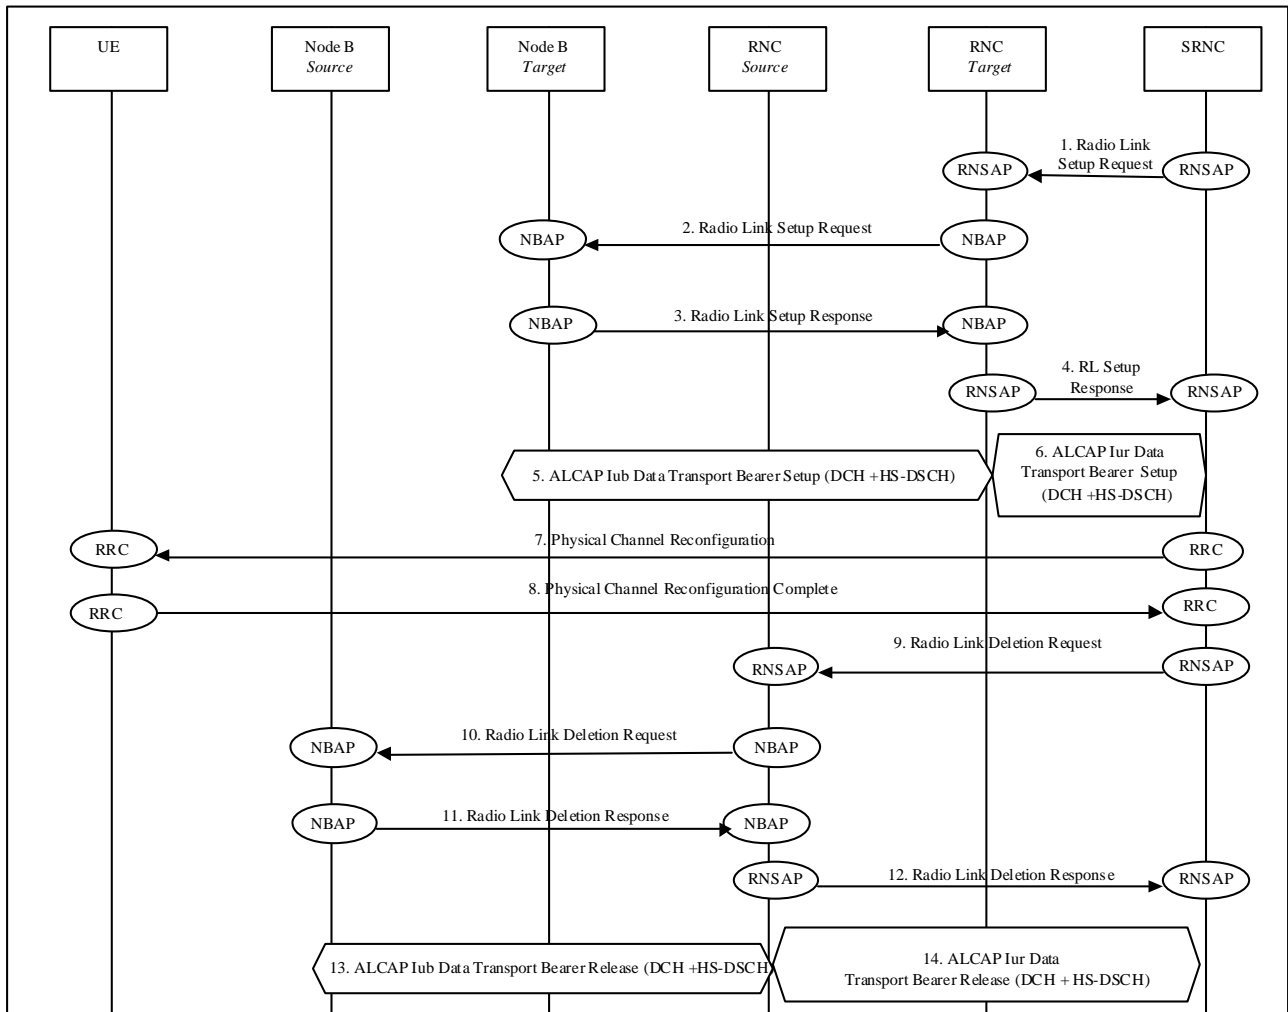 UE
Node B
Source
Node B
Target
RNC
Source
RNC
Target
SRNC
1. Radio Link
Setup Request
RNSAP
RNSAP
2. Radio Link Setup Request
NBAP
NBAP
3. Radio Link Setup Response
NBAP
NBAP
4. RL Setup
Response
RNSAP
RNSAP
5. ALCAP Iub Data Transport Bearer Setup (DCH +HS-DSCH)
6. ALCAP Iur Data
Transport Bearer Setup
(DCH +HS-DSCH)
7. Physical Channel Reconfiguration
RRC
RRC
8. Physical Channel Reconfiguration Complete
RRC
RRC
9. Radio Link Deletion Request
RNSAP
RNSAP
10. Radio Link Deletion Request
NBAP
NBAP
11. Radio Link Deletion Response
NBAP
NBAP
12. Radio Link Deletion Response
RNSAP
RNSAP
13. ALCAP Iub Data Transport Bearer Release (DCH +HS-DSCH)
14. ALCAP Iur Data
Transport Bearer Release (DCH + HS-DSCH)